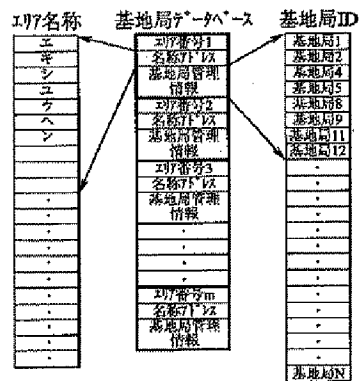 エリア名称
エ
キ
シ
ユ
ウ
ヘ
ン
基地局データベース
エリア番号1
名称アドレス
基地局管理
情報
エリア番号2
名称アドレス
基地局管理
情報
エリア番号3
名称アドレス
基地局管理
情報
エリア番号m
名称アドレス
基地局管理
情報
基地局ID
基地局1
基地局2
基地局4
基地局5
基地局8
基地局9
基地局11
基地局12
基地局N